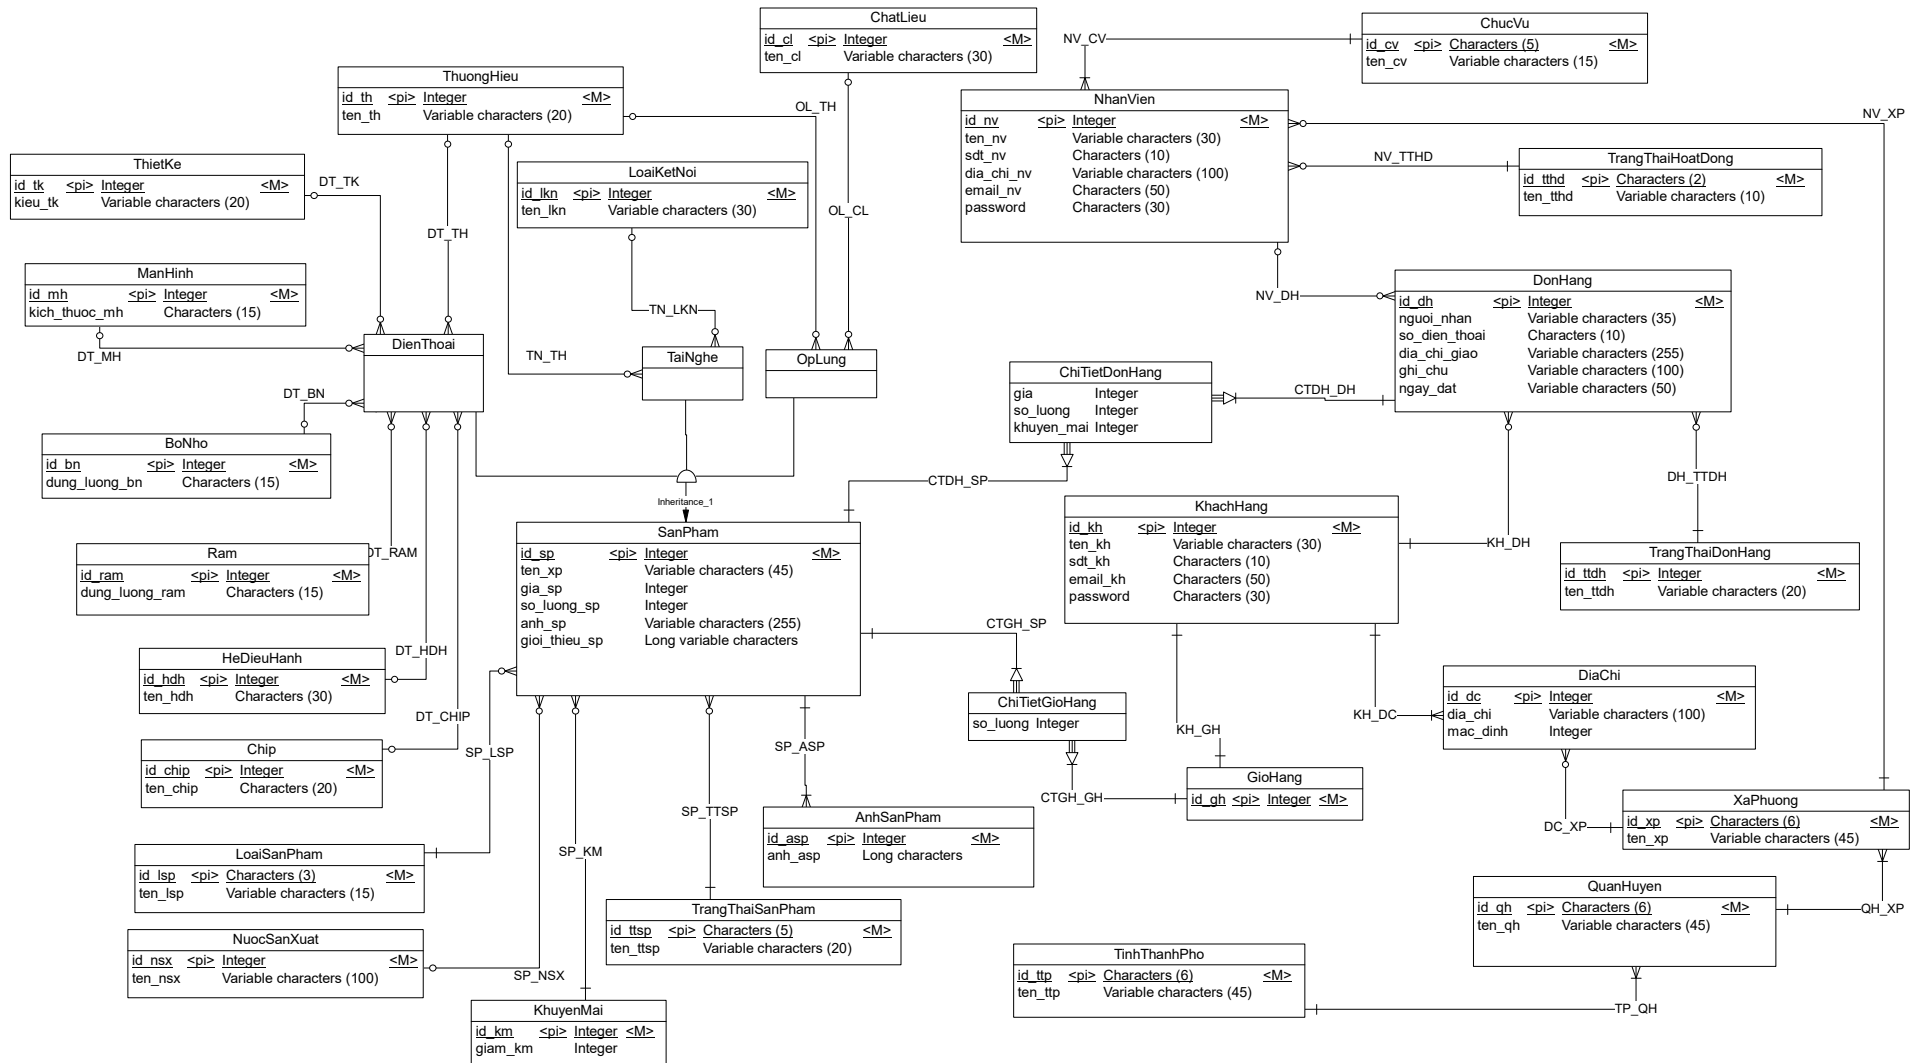 ChatLieu
id_cl <pi> Integer <M>
ten_cl Variable characters (30)
ChucVu
id_cv <pi> Characters (5) <M>
ten_cv Variable characters (15)
NV_CV
ThuongHieu
id_th <pi> Integer <M>
ten_th Variable characters (20)
OL_TH
NhanVien
id_nv <pi> Integer <M>
ten_nv Variable characters (30)
sdt_nv Characters (10)
dia_chi_nv Variable characters (100)
email_nv Characters (50)
password Characters (30)
NV_XP
NV_TTHD
TrangThaiHoatDong
id_tthd <pi> Characters (2) <M>
ten_tthd Variable characters (10)
ThietKe
id_tk <pi> Integer <M>
kieu_tk Variable characters (20)
DT_TK
LoaiKetNoi
id_lkn <pi> Integer <M>
ten_lkn Variable characters (30)
OL_CL
DT_TH
ManHinh
id_mh <pi> Integer <M>
kich_thuoc_mh Characters (15)
DT_MH
TN_LKN
NV_DH
DonHang
id_dh <pi> Integer <M>
nguoi_nhan Variable characters (35)
so_dien_thoai Characters (10)
dia_chi_giao Variable characters (255)
ghi_chu Variable characters (100)
ngay_dat Variable characters (50)
DienThoai
TN_TH
TaiNghe
OpLung
ChiTietDonHang
gia Integer
so_luong Integer
khuyen_mai Integer
CTDH_DH
DT_BN
BoNho
id_bn <pi> Integer <M>
dung_luong_bn Characters (15)
CTDH_SP
DH_TTDH
Inheritance_1
KhachHang
id_kh <pi> Integer <M>
ten_kh Variable characters (30)
sdt_kh Characters (10)
email_kh Characters (50)
password Characters (30)
KH_DH
TrangThaiDonHang
id_ttdh <pi> Integer <M>
ten_ttdh Variable characters (20)
SanPham
id_sp <pi> Integer <M>
ten_xp Variable characters (45)
gia_sp Integer
so_luong_sp Integer
anh_sp Variable characters (255)
gioi_thieu_sp Long variable characters
Ram
id_ram <pi> Integer <M>
dung_luong_ram Characters (15)
DT_RAM
CTGH_SP
HeDieuHanh
id_hdh <pi> Integer <M>
ten_hdh Characters (30)
DT_HDH
DiaChi
id_dc <pi> Integer <M>
dia_chi Variable characters (100)
mac_dinh Integer
ChiTietGioHang
so_luong Integer
KH_DC
KH_GH
DT_CHIP
Chip
id_chip <pi> Integer <M>
ten_chip Characters (20)
SP_LSP
SP_ASP
GioHang
id_gh <pi> Integer <M>
CTGH_GH
XaPhuong
id_xp <pi> Characters (6) <M>
ten_xp Variable characters (45)
DC_XP
SP_TTSP
AnhSanPham
id_asp <pi> Integer <M>
anh_asp Long characters
LoaiSanPham
id_lsp <pi> Characters (3) <M>
ten_lsp Variable characters (15)
SP_KM
QuanHuyen
id_qh <pi> Characters (6) <M>
ten_qh Variable characters (45)
QH_XP
TrangThaiSanPham
id_ttsp <pi> Characters (5) <M>
ten_ttsp Variable characters (20)
NuocSanXuat
id_nsx <pi> Integer <M>
ten_nsx Variable characters (100)
SP_NSX
TinhThanhPho
id_ttp <pi> Characters (6) <M>
ten_ttp Variable characters (45)
TP_QH
KhuyenMai
id_km <pi> Integer <M>
giam_km Integer